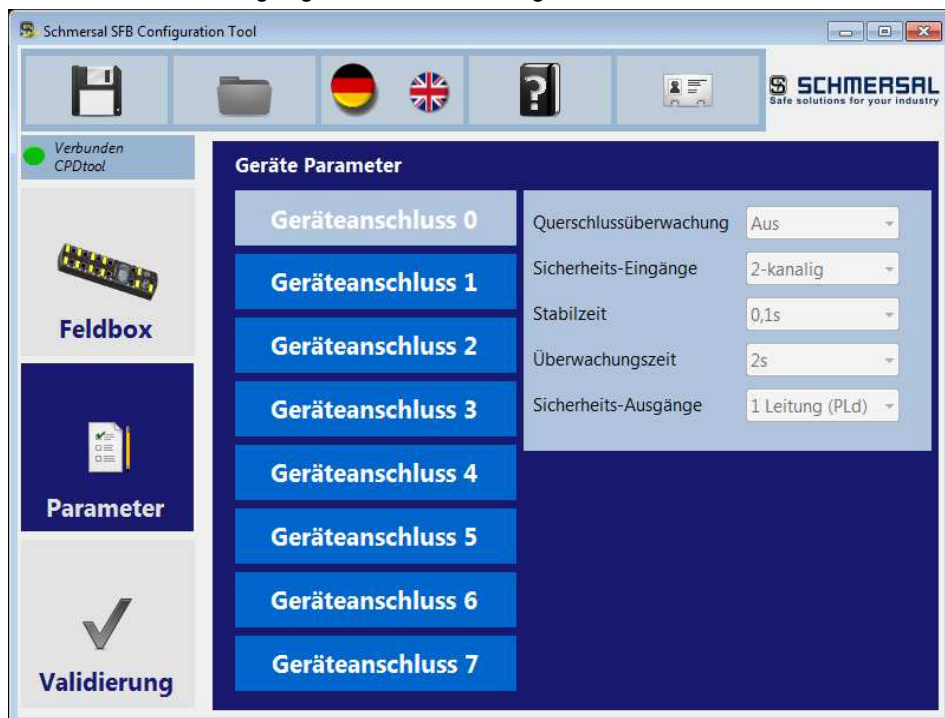 Schmersal SFB Configuration Tool
SCHMERSAL
Safe solutions for your industry
Verbunden
CPDtool
Feldbox
Parameter
Validierung
Geräte Parameter
Geräteanschluss 0
Geräteanschluss 1
Geräteanschluss 2
Geräteanschluss 3
Geräteanschluss 4
Geräteanschluss 5
Geräteanschluss 6
Geräteanschluss 7
Querschlussüberwachung Aus
Sicherheits-Eingänge 2-kanalig
Stabilzeit 0,1s
Überwachungszeit 2s
Sicherheits-Ausgänge 1 Leitung (PLd)